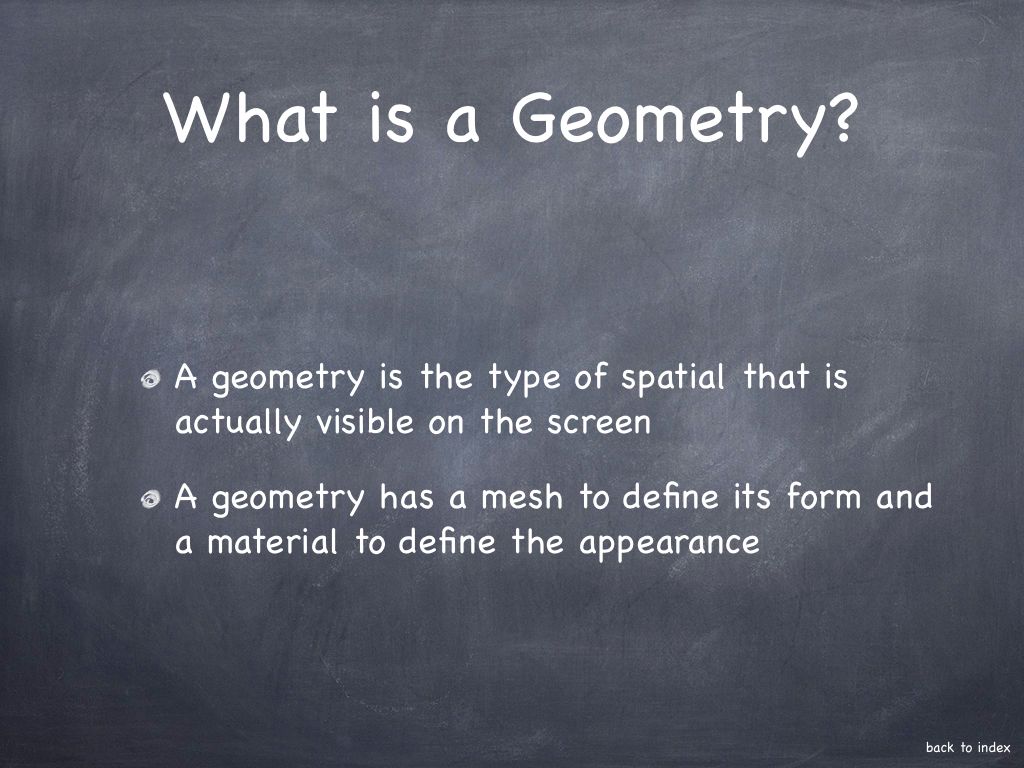 What is a Geometry?
A geometry is the type of spatial that is
actually visible on the screen
A geometry has a mesh to define its form and
a material to define the appearance
back to index